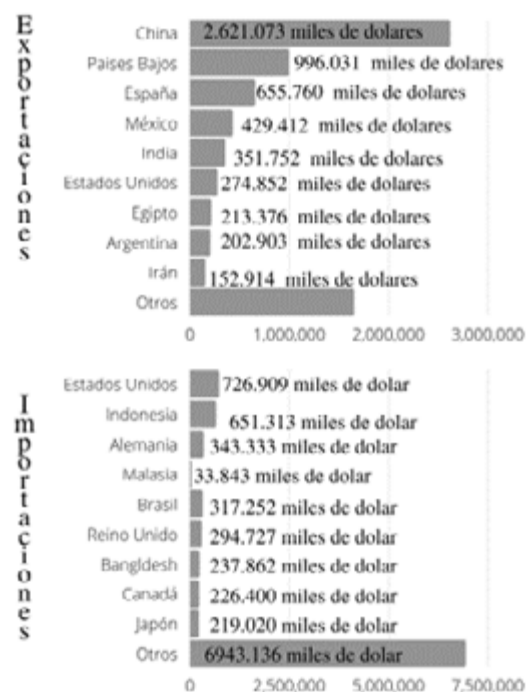 Exportaciones
China 2.621.073 miles de dolares
Paises Bajos 996.031 miles de dolares
España 655.760 miles de dolares
México 429.412 miles de dolares
India 351.752 miles de dolares
Estados Unidos 274.852 miles de dolares
Egipto 213.376 miles de dolares
Argentina 202.903 miles de dolares
Irán 152.914 miles de dolares
Otros
0 1,000,000 2,000,000 3,000,000
Importaciones
Estados Unidos 726.909 miles de dolar
Indonesia 651.313 miles de dolar
Alemania 343.333 miles de dolar
Malasia 33.843 miles de dolar
Brasil 317.252 miles de dolar
Reino Unido 294.727 miles de dolar
Bangldesh 237.862 miles de dolar
Canadá 226.400 miles de dolar
Japón 219.020 miles de dolar
Otros 6943.136 miles de dolar
0 2,500,000 5,000,000 7,500,000